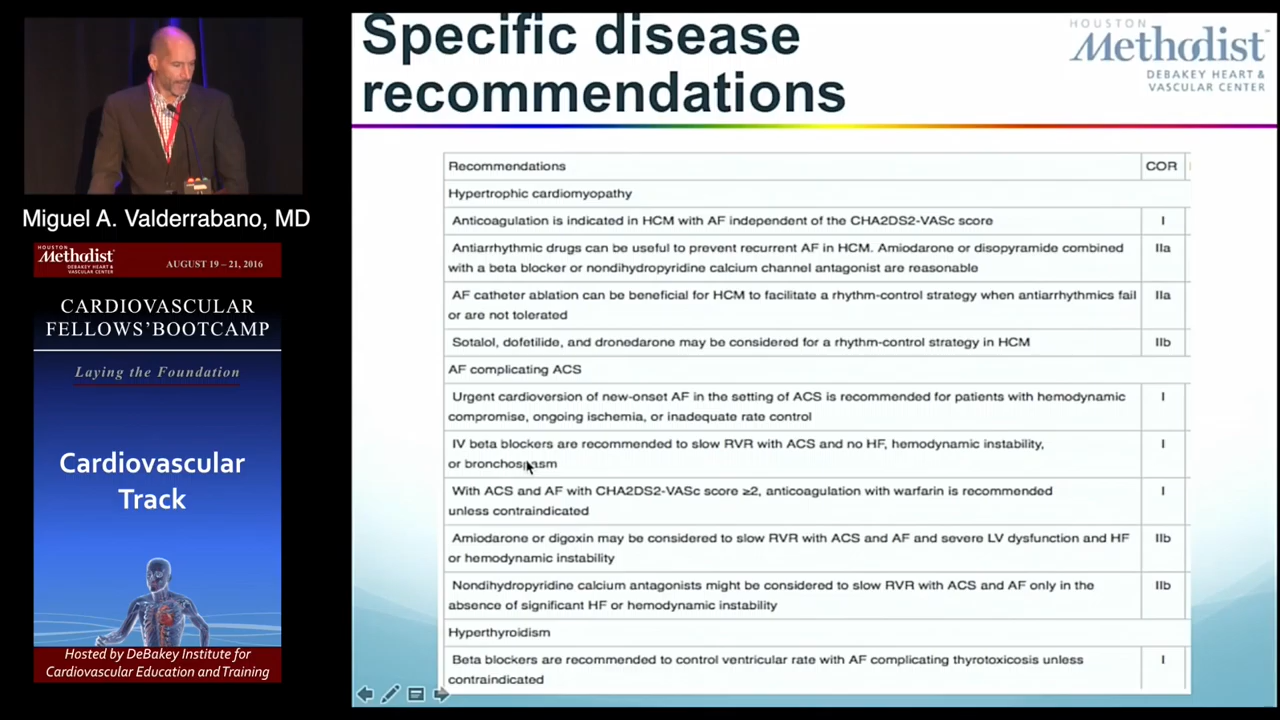 Specific disease
recommendations
HOUSTON
Methodist
DEBAKEY HEART &
VASCULAR CENTER
Miguel A. Valderrabano, MD
HOUSTON
Methodist
DEBAKEY HEART &
VASCULAR CENTER
AUGUST 19 – 21, 2016
CARDIOVASCULAR
FELLOWS' BOOTCAMP
Laying the Foundation
Cardiovascular
Track
Hosted by DeBakey Institute for
Cardiovascular Education and Training
Recommendations COR
Hypertrophic cardiomyopathy
Anticoagulation is indicated in HCM with AF independent of the CHA2DS2-VASc score I
Antiarrhythmic drugs can be useful to prevent recurrent AF in HCM. Amiodarone or disopyramide combined IIa
with a beta blocker or nondihydropyridine calcium channel antagonist are reasonable
AF catheter ablation can be beneficial for HCM to facilitate a rhythm-control strategy when antiarrhythmics fail IIa
or are not tolerated
Sotalol, dofetilide, and dronedarone may be considered for a rhythm-control strategy in HCM IIb
AF complicating ACS
Urgent cardioversion of new-onset AF in the setting of ACS is recommended for patients with hemodynamic I
compromise, ongoing ischemia, or inadequate rate control
IV beta blockers are recommended to slow RVR with ACS and no HF, hemodynamic instability, I
or bronchospasm
With ACS and AF with CHA2DS2-VASc score ≥2, anticoagulation with warfarin is recommended I
unless contraindicated
Amiodarone or digoxin may be considered to slow RVR with ACS and AF and severe LV dysfunction and HF IIb
or hemodynamic instability
Nondihydropyridine calcium antagonists might be considered to slow RVR with ACS and AF only in the IIb
absence of significant HF or hemodynamic instability
Hyperthyroidism
Beta blockers are recommended to control ventricular rate with AF complicating thyrotoxicosis unless I
contraindicated